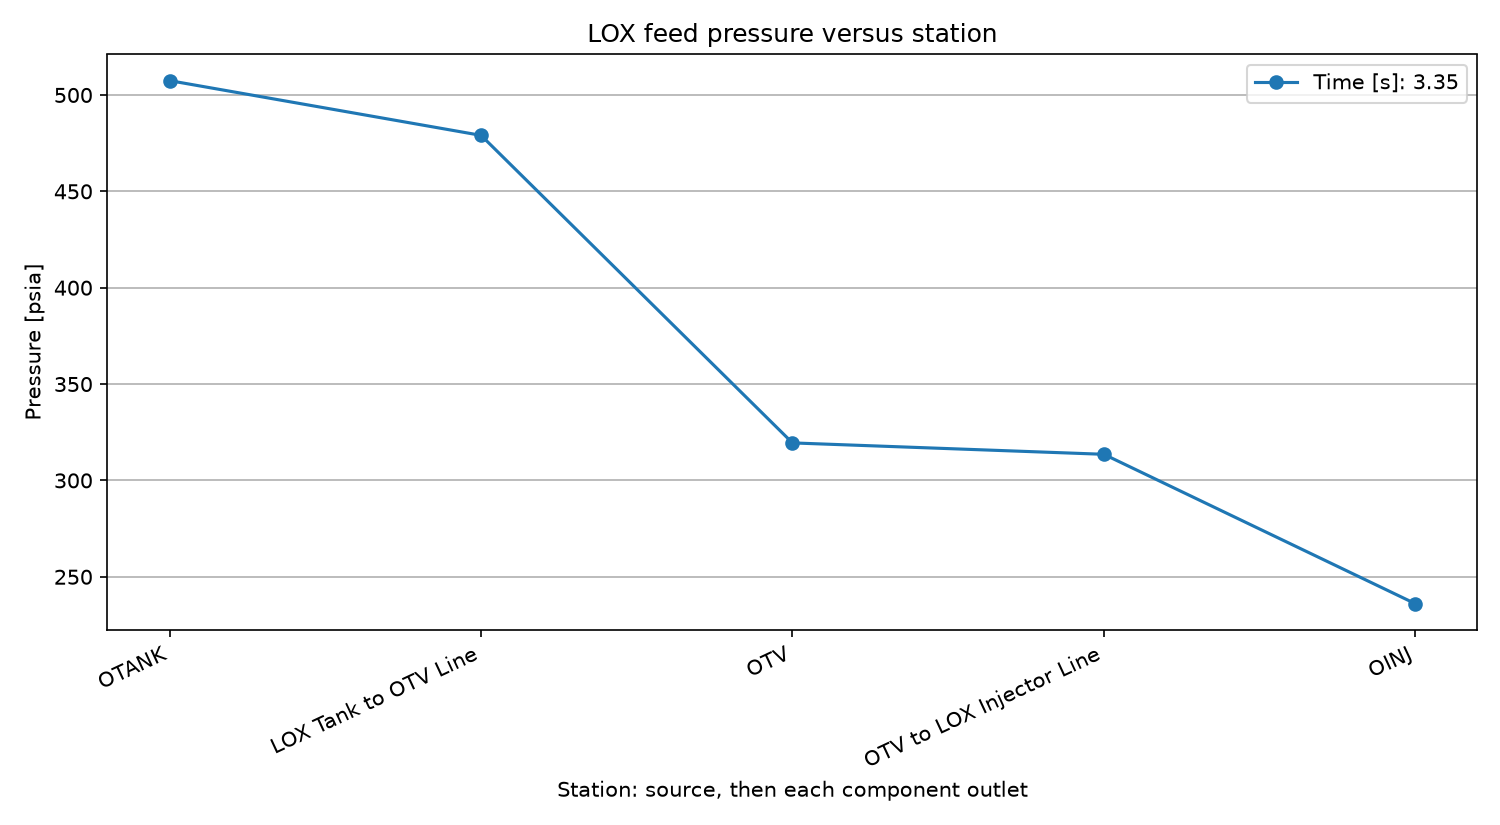 LOX feed pressure versus station
Time [s]: 3.35
Pressure [psia]
500
450
400
350
300
250
OTANK
LOX Tank to OTV Line
OTV
OTV to LOX Injector Line
OINJ
Station: source, then each component outlet